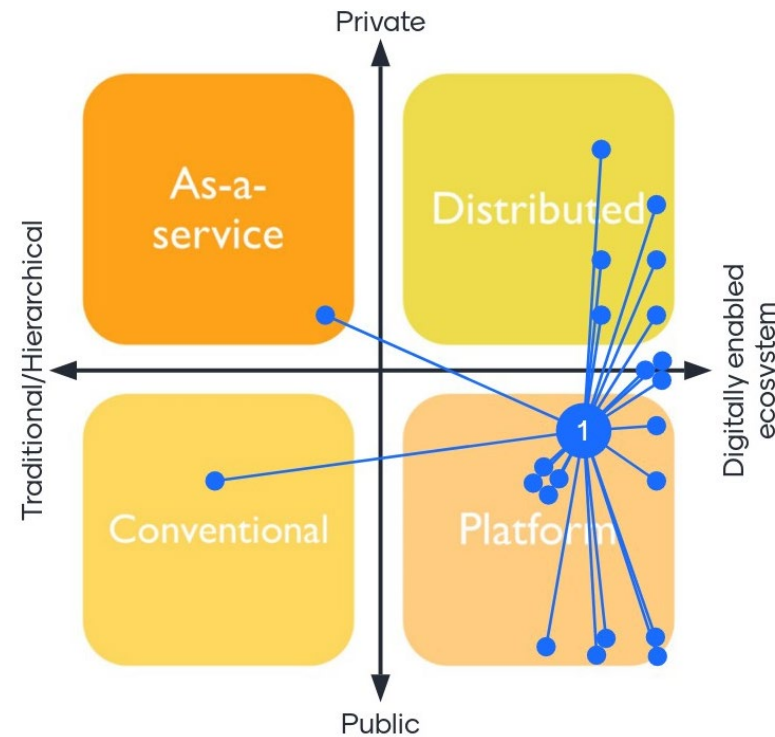 Private
As-a-
service
Distributed
Traditional/Hierarchical
Digitally enabled
ecosystem
1
Conventional
Platform
Public